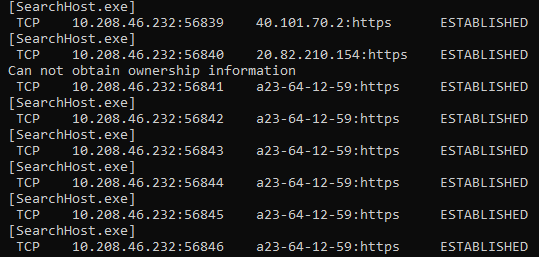 [SearchHost.exe]
TCP 10.208.46.232:56839 40.101.70.2:https ESTABLISHED
[SearchHost.exe]
TCP 10.208.46.232:56840 20.82.210.154:https ESTABLISHED
Can not obtain ownership information
TCP 10.208.46.232:56841 a23-64-12-59:https ESTABLISHED
[SearchHost.exe]
TCP 10.208.46.232:56842 a23-64-12-59:https ESTABLISHED
[SearchHost.exe]
TCP 10.208.46.232:56843 a23-64-12-59:https ESTABLISHED
[SearchHost.exe]
TCP 10.208.46.232:56844 a23-64-12-59:https ESTABLISHED
[SearchHost.exe]
TCP 10.208.46.232:56845 a23-64-12-59:https ESTABLISHED
[SearchHost.exe]
TCP 10.208.46.232:56846 a23-64-12-59:https ESTABLISHED